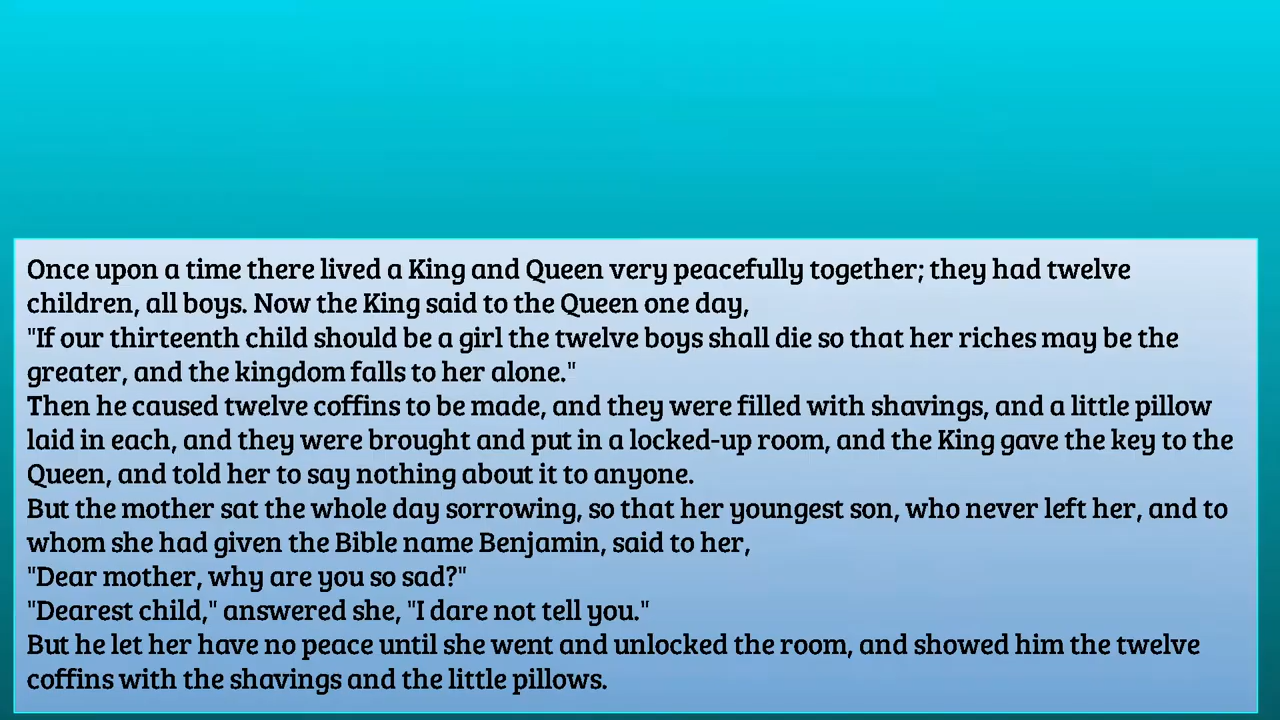 Once upon a time there lived a King and Queen very peacefully together; they had twelve
children, all boys. Now the King said to the Queen one day,
"If our thirteenth child should be a girl the twelve boys shall die so that her riches may be the
greater, and the kingdom falls to her alone."
Then he caused twelve coffins to be made, and they were filled with shavings, and a little pillow
laid in each, and they were brought and put in a locked-up room, and the King gave the key to the
Queen, and told her to say nothing about it to anyone.
But the mother sat the whole day sorrowing, so that her youngest son, who never left her, and to
whom she had given the Bible name Benjamin, said to her,
"Dear mother, why are you so sad?"
"Dearest child," answered she, "I dare not tell you."
But he let her have no peace until she went and unlocked the room, and showed him the twelve
coffins with the shavings and the little pillows.